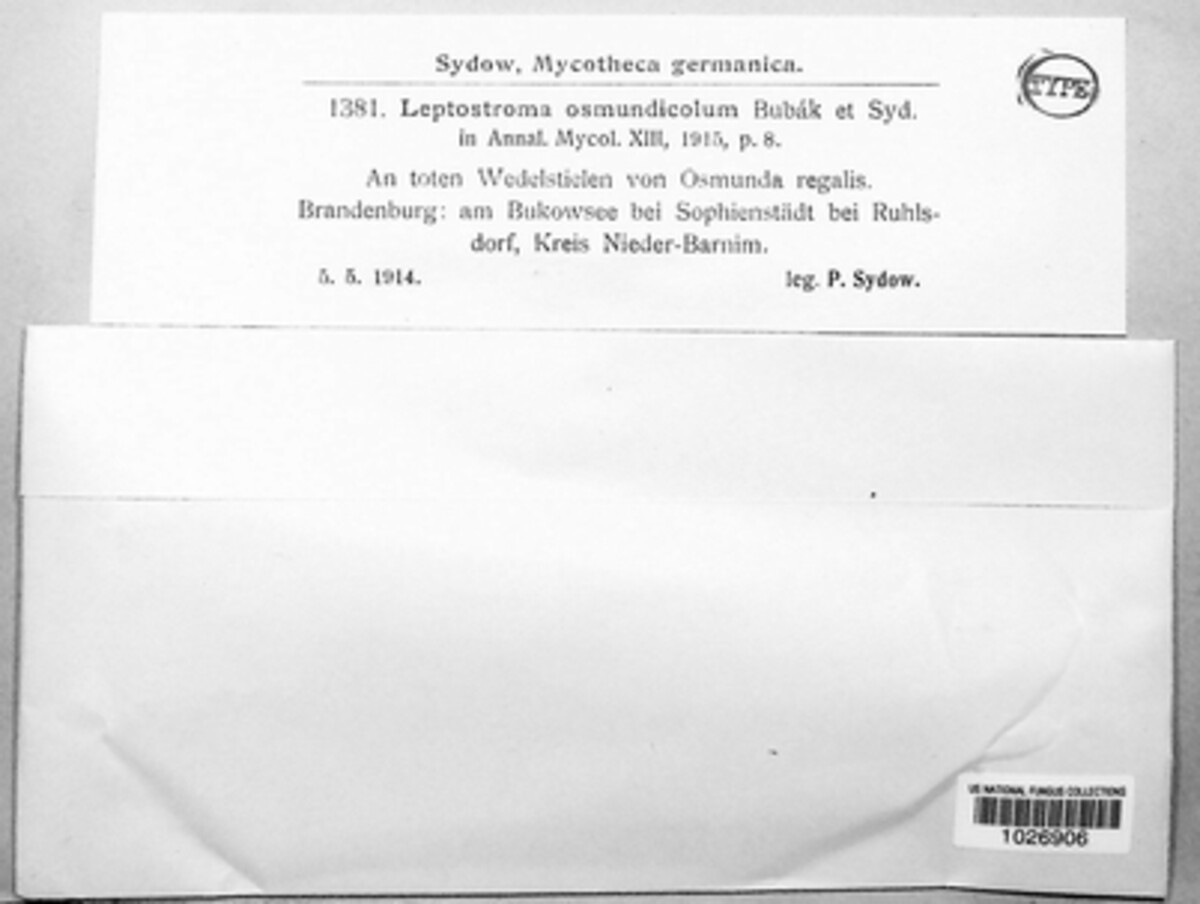 Sydow, Mycotheca germanica.
TYPE
1381. Leptostroma osmundicolum Bubák et Syd.
in Annal. Mycol. XIII, 1915, p. 8.
An toten Wedelstielen von Osmunda regalis.
Brandenburg: am Bukowsee bei Sophienstädt bei Ruhls-
dorf, Kreis Nieder-Barnim.
5. 5. 1914. leg. P. Sydow.
US NATIONAL FUNGUS COLLECTIONS
1026906